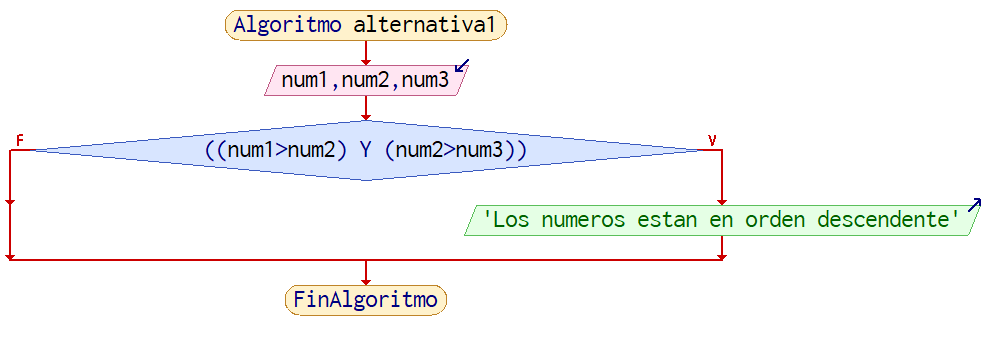 Algoritmo alternativa1
num1,num2,num3
F
((num1>num2) Y (num2>num3))
V
'Los numeros estan en orden descendente'
FinAlgoritmo